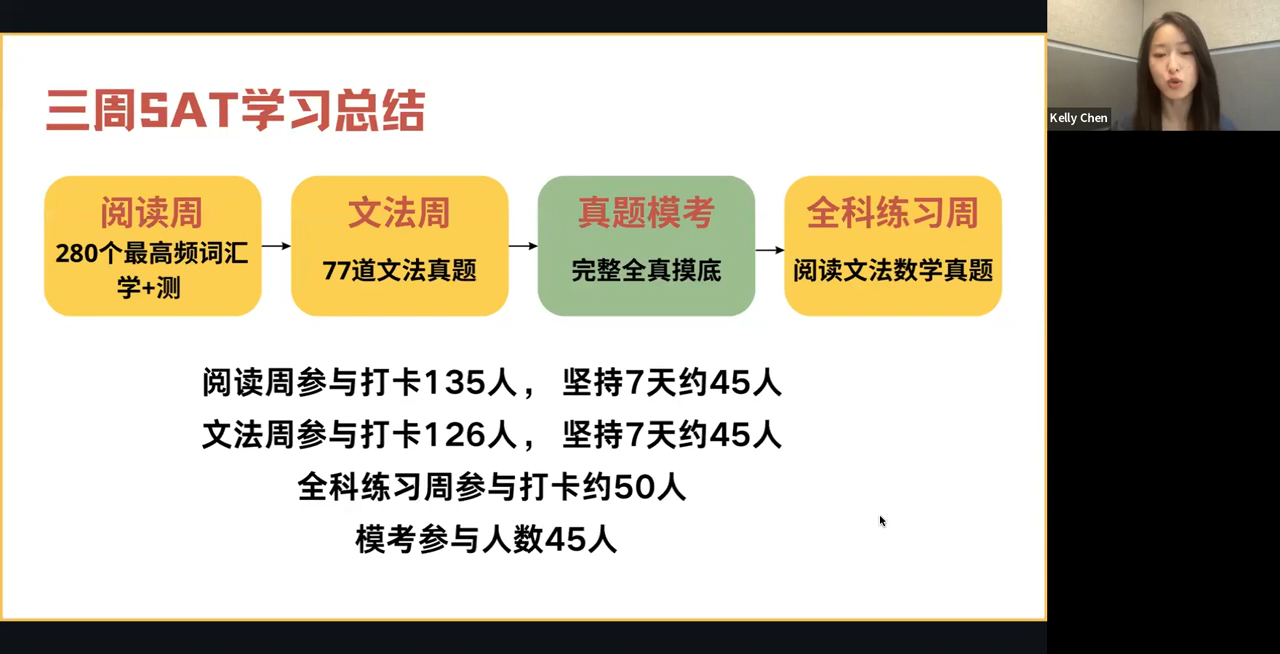 三周SAT学习总结
阅读周
280个最高频词汇
学+测
文法周
77道文法真题
真题模考
完整全真摸底
全科练习周
阅读文法数学真题
阅读周参与打卡135人， 坚持7天约45人
文法周参与打卡126人， 坚持7天约45人
全科练习周参与打卡约50人
模考参与人数45人
Kelly Chen